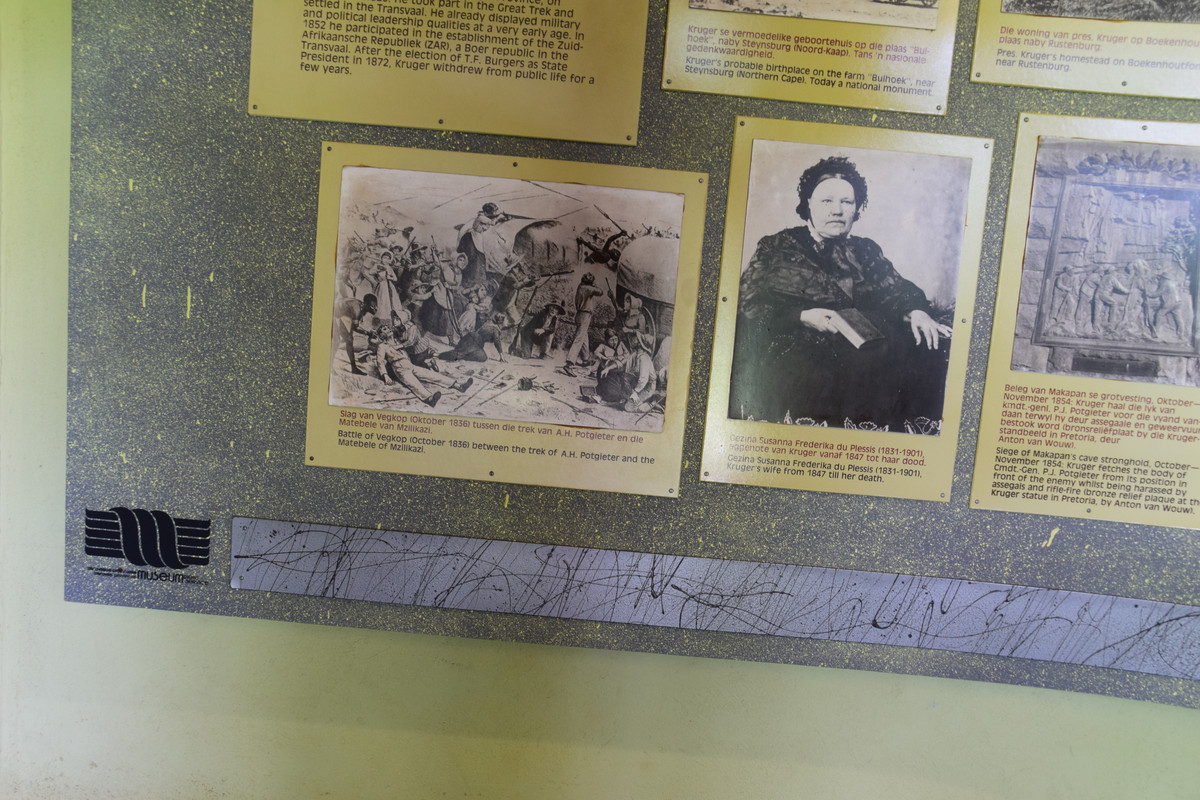 He took part in the Great Trek and
settled in the Transvaal. He already displayed military
and political leadership qualities at a very early age. In
1852 he participated in the establishment of the Zuid-
Afrikaansche Republiek (ZAR), a Boer republic in the
Transvaal. After the election of T.F. Burgers as State
President in 1872, Kruger withdrew from public life for a
few years.
Kruger se vermoedelike geboortehuis op die plaas "Bul-
hoek", naby Steynsburg (Noord-Kaap). Tans 'n nasionale
gedenkwaardigheid.
Kruger's probable birthplace on the farm "Bulhoek", near
Steynsburg (Northern Cape). Today a national monument.
Die woning van pres. Kruger op Boekenhou
plaas naby Rustenburg.
Pres. Kruger's homestead on Boekenhoutfon
near Rustenburg.
Slag van Vegkop (Oktober 1836) tussen die trek van A.H. Potgieter en die
Matebele van Mzilikazi.
Battle of Vegkop (October 1836) between the trek of A.H. Potgieter and the
Matebele of Mzilikazi.
Gezina Susanna Frederika du Plessis (1831-1901),
eggenote van Kruger vanaf 1847 tot haar dood.
Gezina Susanna Frederika du Plessis (1831-1901),
Kruger's wife from 1847 till her death.
Beleg van Makapan se grotvesting, Oktober—
November 1854: Kruger haal die lyk van
kmdt.-genl. P.J. Potgieter voor die vyand van
daan terwyl hy deur assegaaie en geweervuur
bestook word (bronsreliëfplaat by die Kruger
standbeeld in Pretoria, deur
Anton van Wouw).
Siege of Makapan's cave stronghold, October—
November 1854: Kruger fetches the body of
Cmdt.-Gen. P.J. Potgieter from its position in
front of the enemy whilst being harassed by
assegais and rifle-fire (bronze relief plaque at the
Kruger statue in Pretoria, by Anton van Wouw).
museum